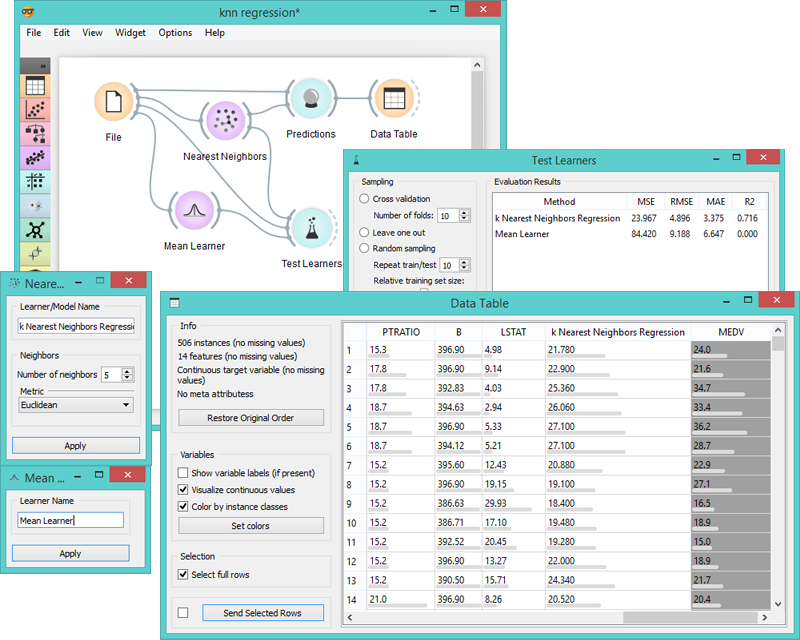 knn regression*
File Edit View Widget Options Help
»
File
Nearest Neighbors
Predictions
Data Table
Mean Learner
Test Learners
Test Learners
Sampling
Cross validation
Number of folds: 10
Leave one out
Random sampling
Repeat train/test 10
Relative training set size:
Evaluation Results
Method MSE RMSE MAE R2
k Nearest Neighbors Regression 23.967 4.896 3.375 0.716
Mean Learner 84.420 9.188 6.647 0.000
Neare...
Learner/Model Name
k Nearest Neighbors Regressi
Neighbors
Number of neighbors 5
Metric
Euclidean
Apply
Mean ...
Learner Name
Mean Learner
Apply
Data Table
Info
506 instances (no missing values)
14 features (no missing values)
Continuous target variable (no missing
values)
No meta attributess
Restore Original Order
Variables
Show variable labels (if present)
Visualize continuous values
Color by instance classes
Set colors
Selection
Select full rows
Send Selected Rows
PTRATIO B LSTAT k Nearest Neighbors Regression MEDV
1 15.3 396.90 4.98 21.780 24.0
2 17.8 396.90 9.14 22.900 21.6
3 17.8 392.83 4.03 25.360 34.7
4 18.7 394.63 2.94 26.060 33.4
5 18.7 396.90 5.33 27.100 36.2
6 18.7 394.12 5.21 27.100 28.7
7 15.2 395.60 12.43 20.880 22.9
8 15.2 396.90 19.15 19.100 27.1
9 15.2 386.63 29.93 18.400 16.5
10 15.2 386.71 17.10 19.480 18.9
11 15.2 392.52 20.45 19.280 15.0
12 15.2 396.90 13.27 22.000 18.9
13 15.2 390.50 15.71 24.340 21.7
14 21.0 396.90 8.26 20.520 20.4